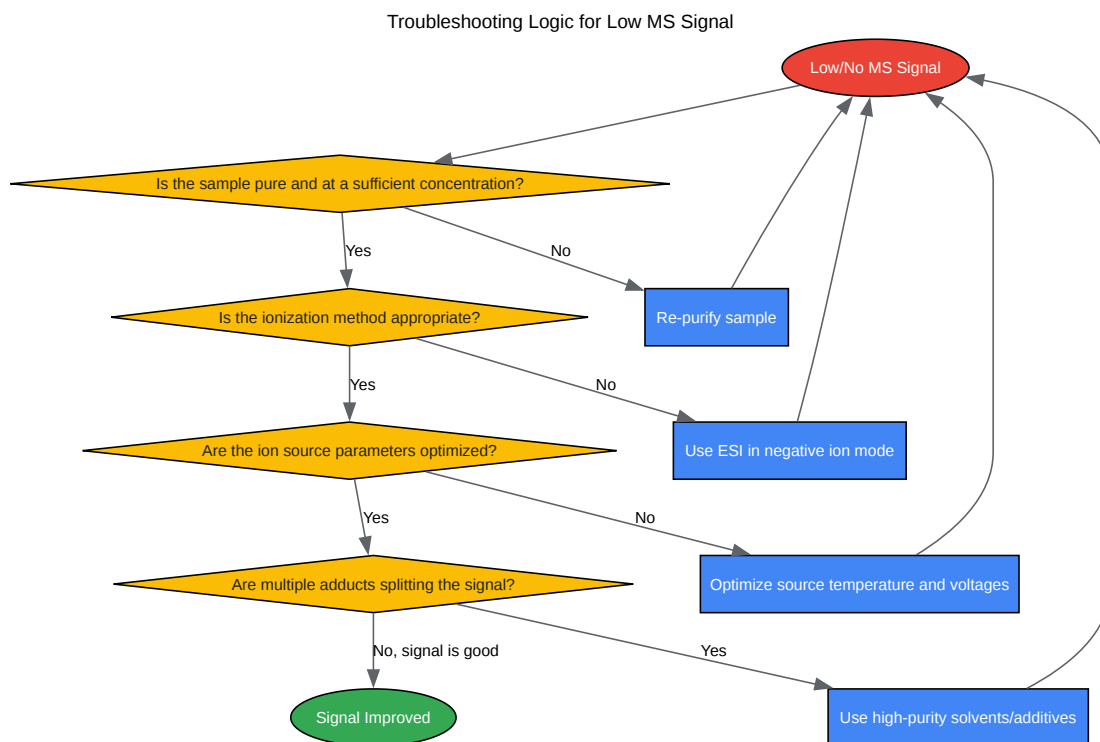 Troubleshooting Logic for Low MS Signal
Low/No MS Signal
Is the sample pure and at a sufficient concentration?
Yes
No
Re-purify sample
Is the ionization method appropriate?
Yes
No
Use ESI in negative ion mode
Are the ion source parameters optimized?
Yes
No
Optimize source temperature and voltages
Are multiple adducts splitting the signal?
No, signal is good
Yes
Signal Improved
Use high-purity solvents/additives